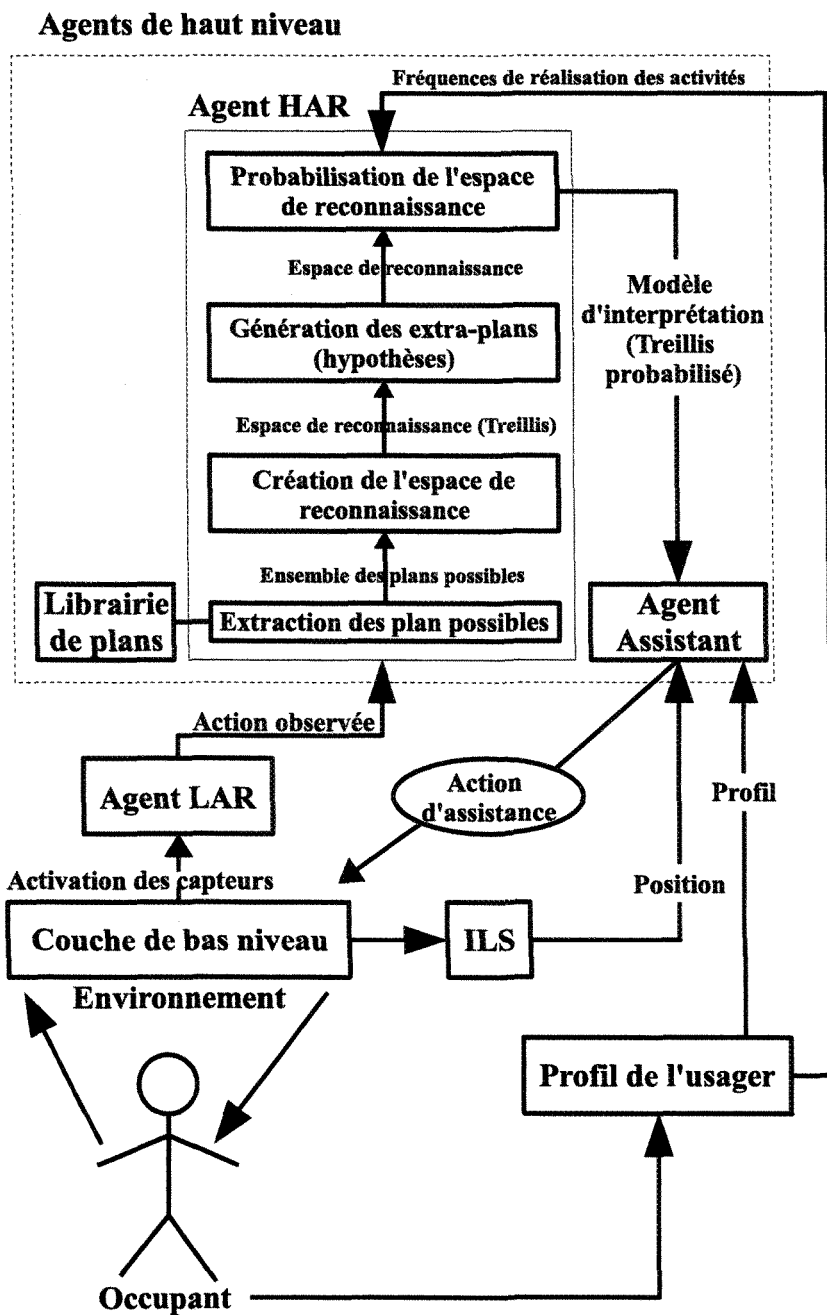 Agents de haut niveau
Fréquences de réalisation des activités
Agent HAR
Probabilisation de l'espace
de reconnaissance
Espace de reconnaissance
Modèle
d'interprétation
(Treillis
probabilisé)
Génération des extra-plans
(hypothèses)
Espace de reconnaissance (Treillis)
Création de l'espace de
reconnaissance
Ensemble des plans possibles
Librairie
de plans
Extraction des plan possibles
Agent
Assistant
Action observée
Agent LAR
Action
d'assistance
Profil
Activation des capteurs
Position
Couche de bas niveau
ILS
Environnement
Profil de l'usager
Occupant